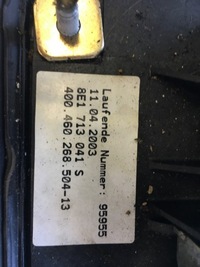 Laufende Nummer: 95955
11.04.2003
8E1 713 041 S
400.460.268.504-13